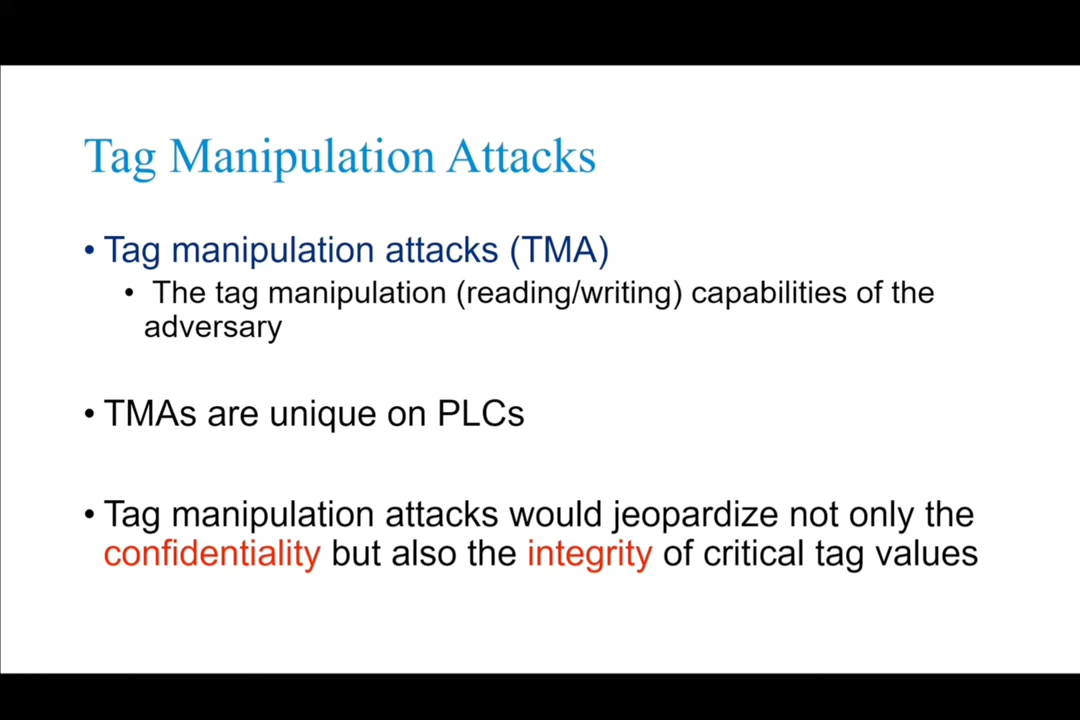 Tag Manipulation Attacks
• Tag manipulation attacks (TMA)
• The tag manipulation (reading/writing) capabilities of the
adversary
• TMAs are unique on PLCs
• Tag manipulation attacks would jeopardize not only the
confidentiality but also the integrity of critical tag values